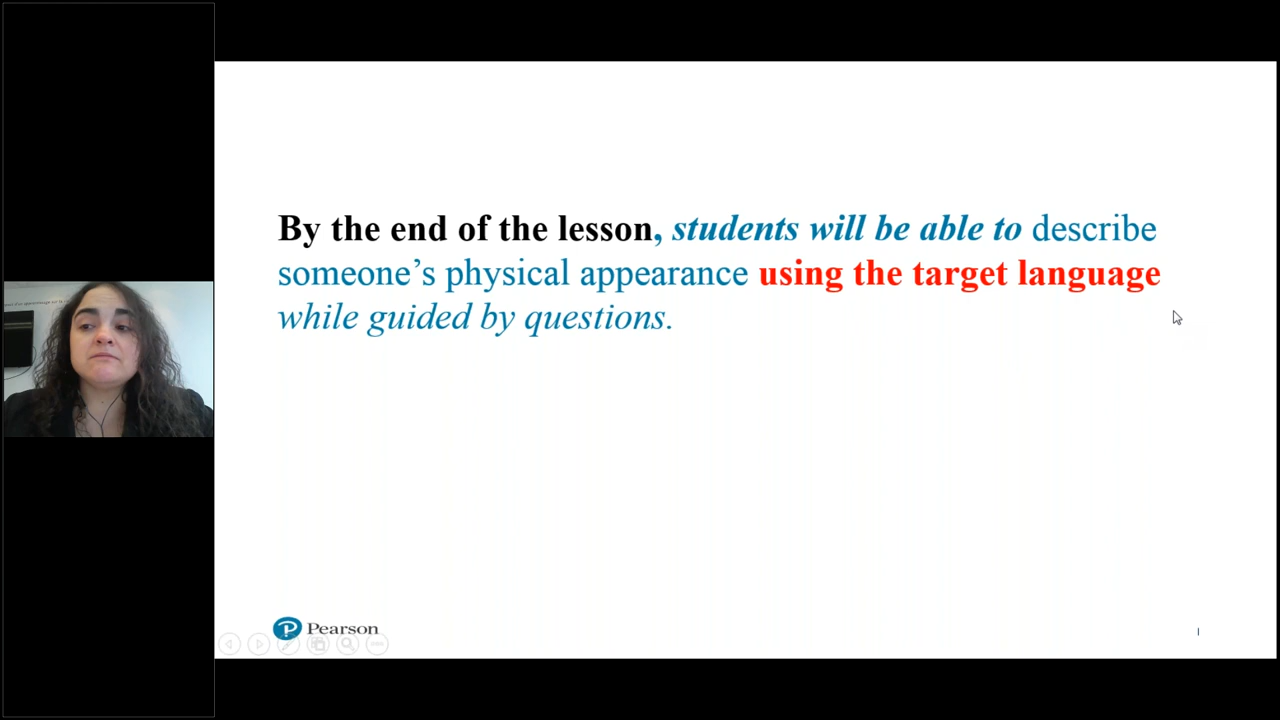 By the end of the lesson, students will be able to describe
someone’s physical appearance using the target language
while guided by questions.
Pearson